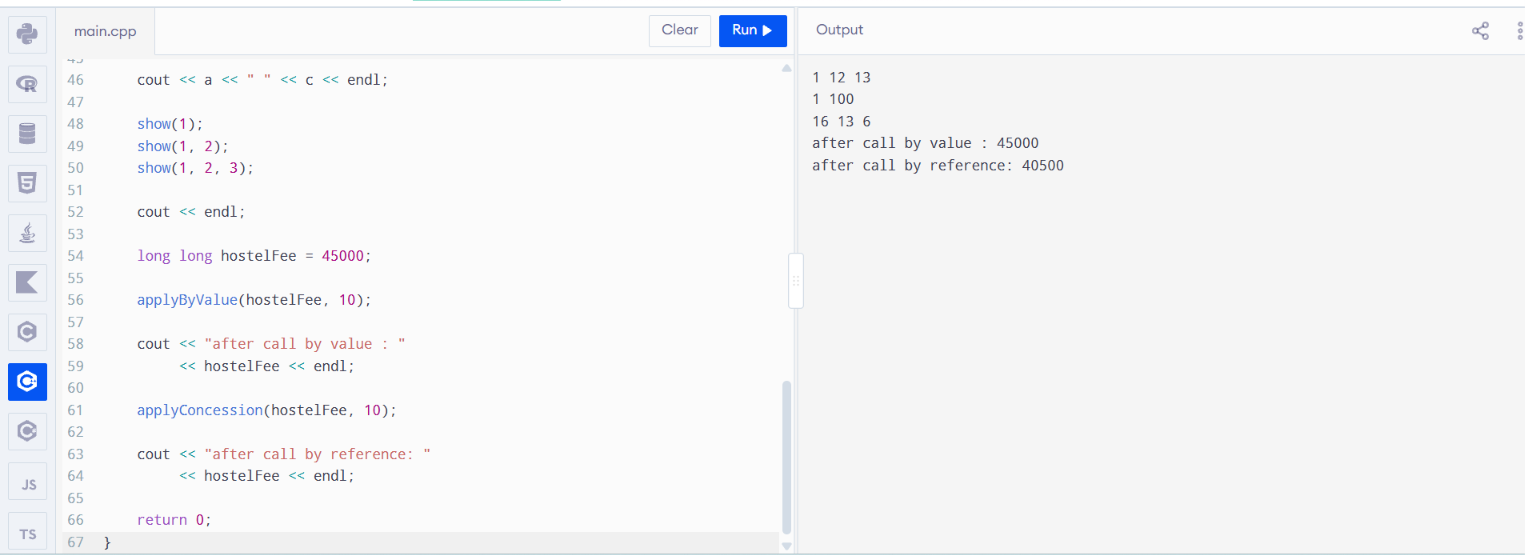 main.cpp
Clear
Run
Output
46 cout << a << " " << c << endl;
47
48 show(1);
49 show(1, 2);
50 show(1, 2, 3);
51
52 cout << endl;
53
54 long long hostelFee = 45000;
55
56 applyByValue(hostelFee, 10);
57
58 cout << "after call by value : "
59 << hostelFee << endl;
60
61 applyConcession(hostelFee, 10);
62
63 cout << "after call by reference: "
64 << hostelFee << endl;
65
66 return 0;
67 }
1 12 13
1 100
16 13 6
after call by value : 45000
after call by reference: 40500
JS
TS